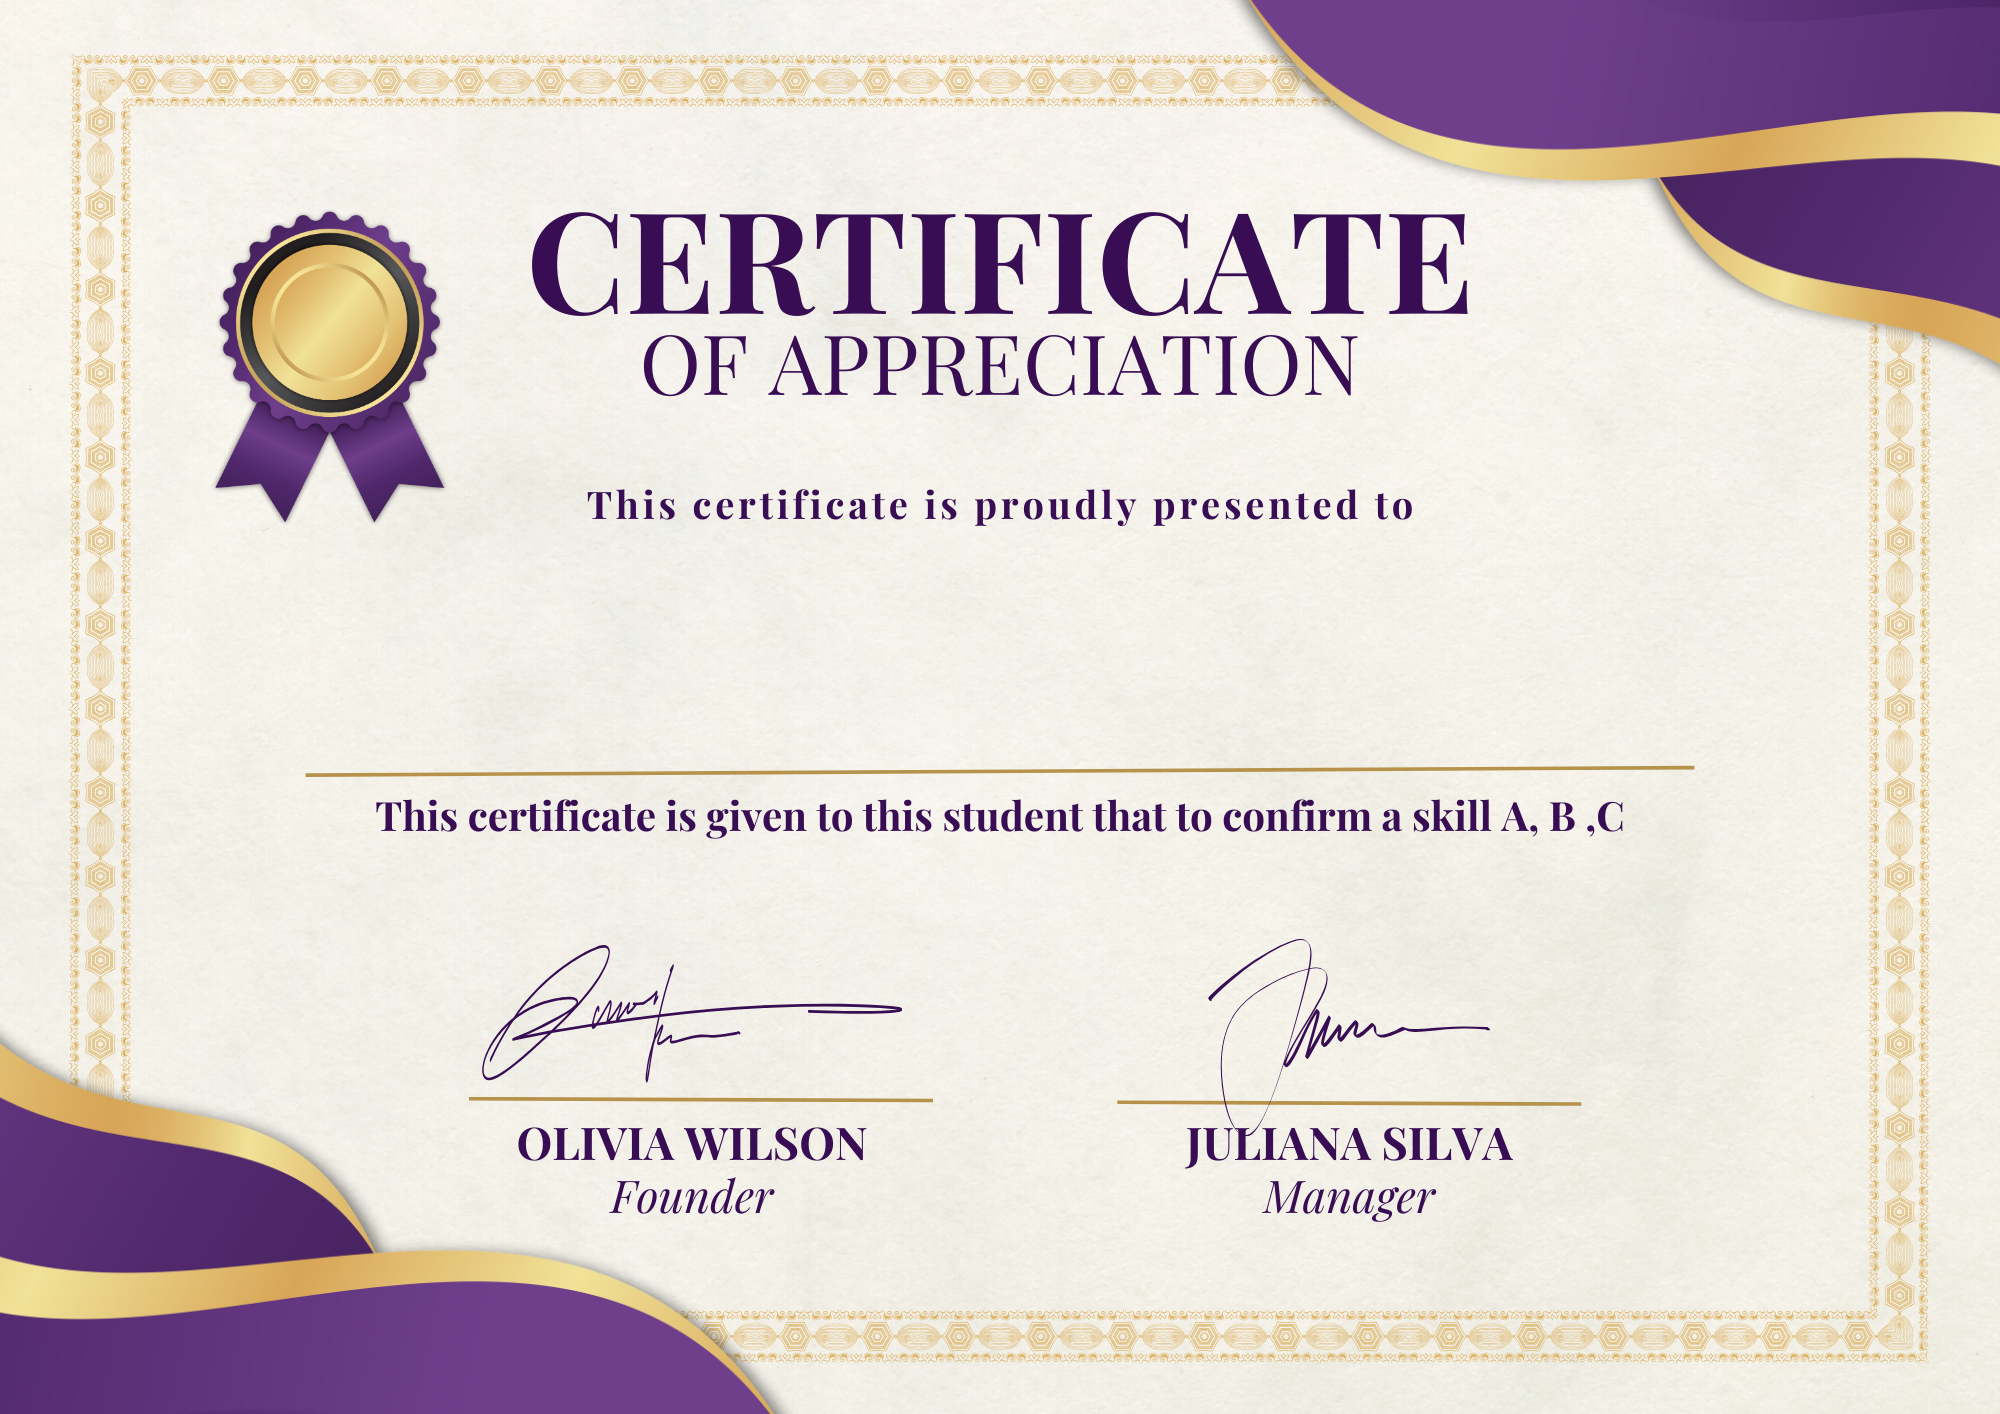 CERTIFICATE
OF APPRECIATION
This certificate is proudly presented to
This certificate is given to this student that to confirm a skill A, B ,C
OLIVIA WILSON
Founder
JULIANA SILVA
Manager